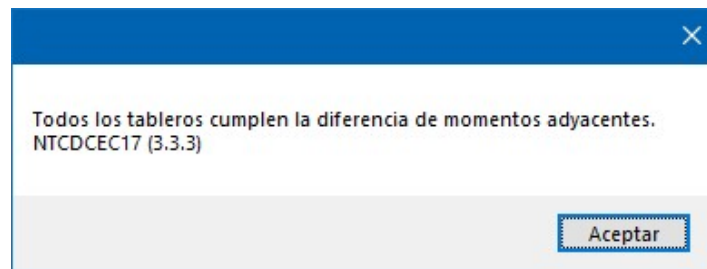 Todos los tableros cumplen la diferencia de momentos adyacentes.
NTCDCEC17 (3.3.3)
Aceptar